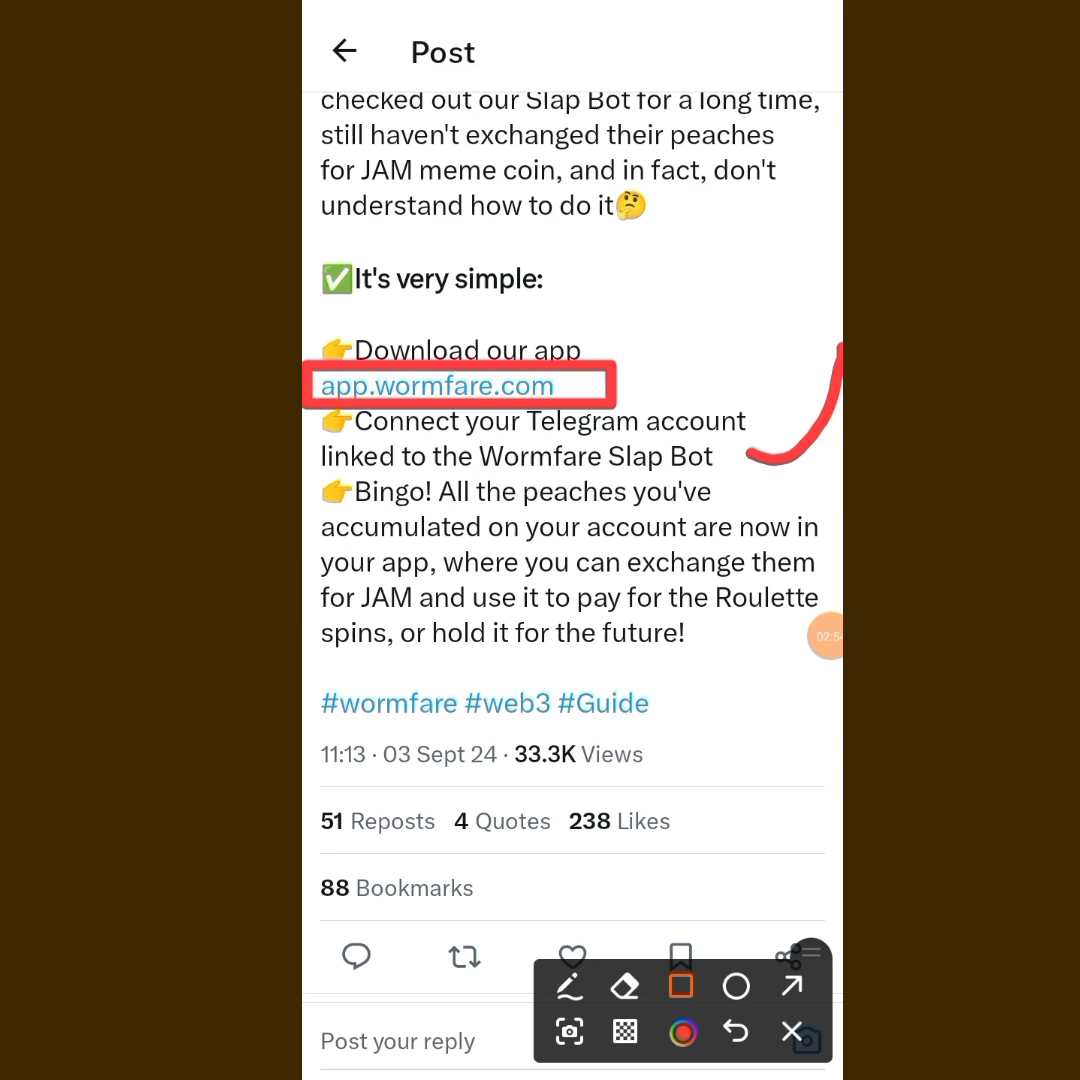 Post
checked out our Slap Bot for a long time,
still haven't exchanged their peaches
for JAM meme coin, and in fact, don't
understand how to do it🤔
✅It's very simple:
👉Download our app
app.wormfare.com
👉Connect your Telegram account
linked to the Wormfare Slap Bot
👉Bingo! All the peaches you've
accumulated on your account are now in
your app, where you can exchange them
for JAM and use it to pay for the Roulette
spins, or hold it for the future!
#wormfare #web3 #Guide
11:13 · 03 Sept 24 · 33.3K Views
51 Reposts 4 Quotes 238 Likes
88 Bookmarks
Post your reply